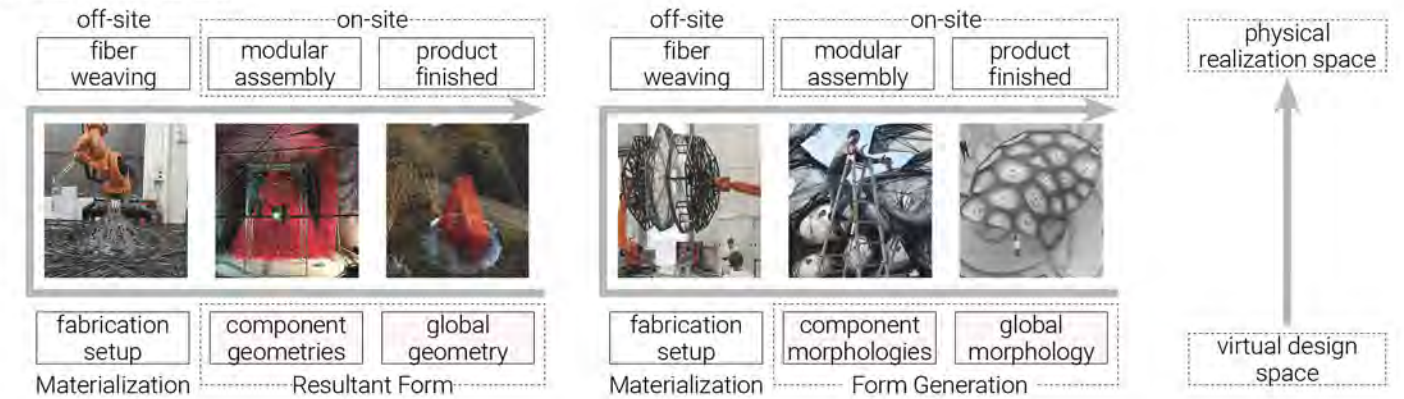 off-site
on-site
fiber
weaving
modular
assembly
product
finished
fabrication
setup
component
geometries
global
geometry
Materialization
Resultant Form
off-site
on-site
fiber
weaving
modular
assembly
product
finished
fabrication
setup
component
morphologies
global
morphology
Materialization
Form Generation
physical
realization space
virtual design
space